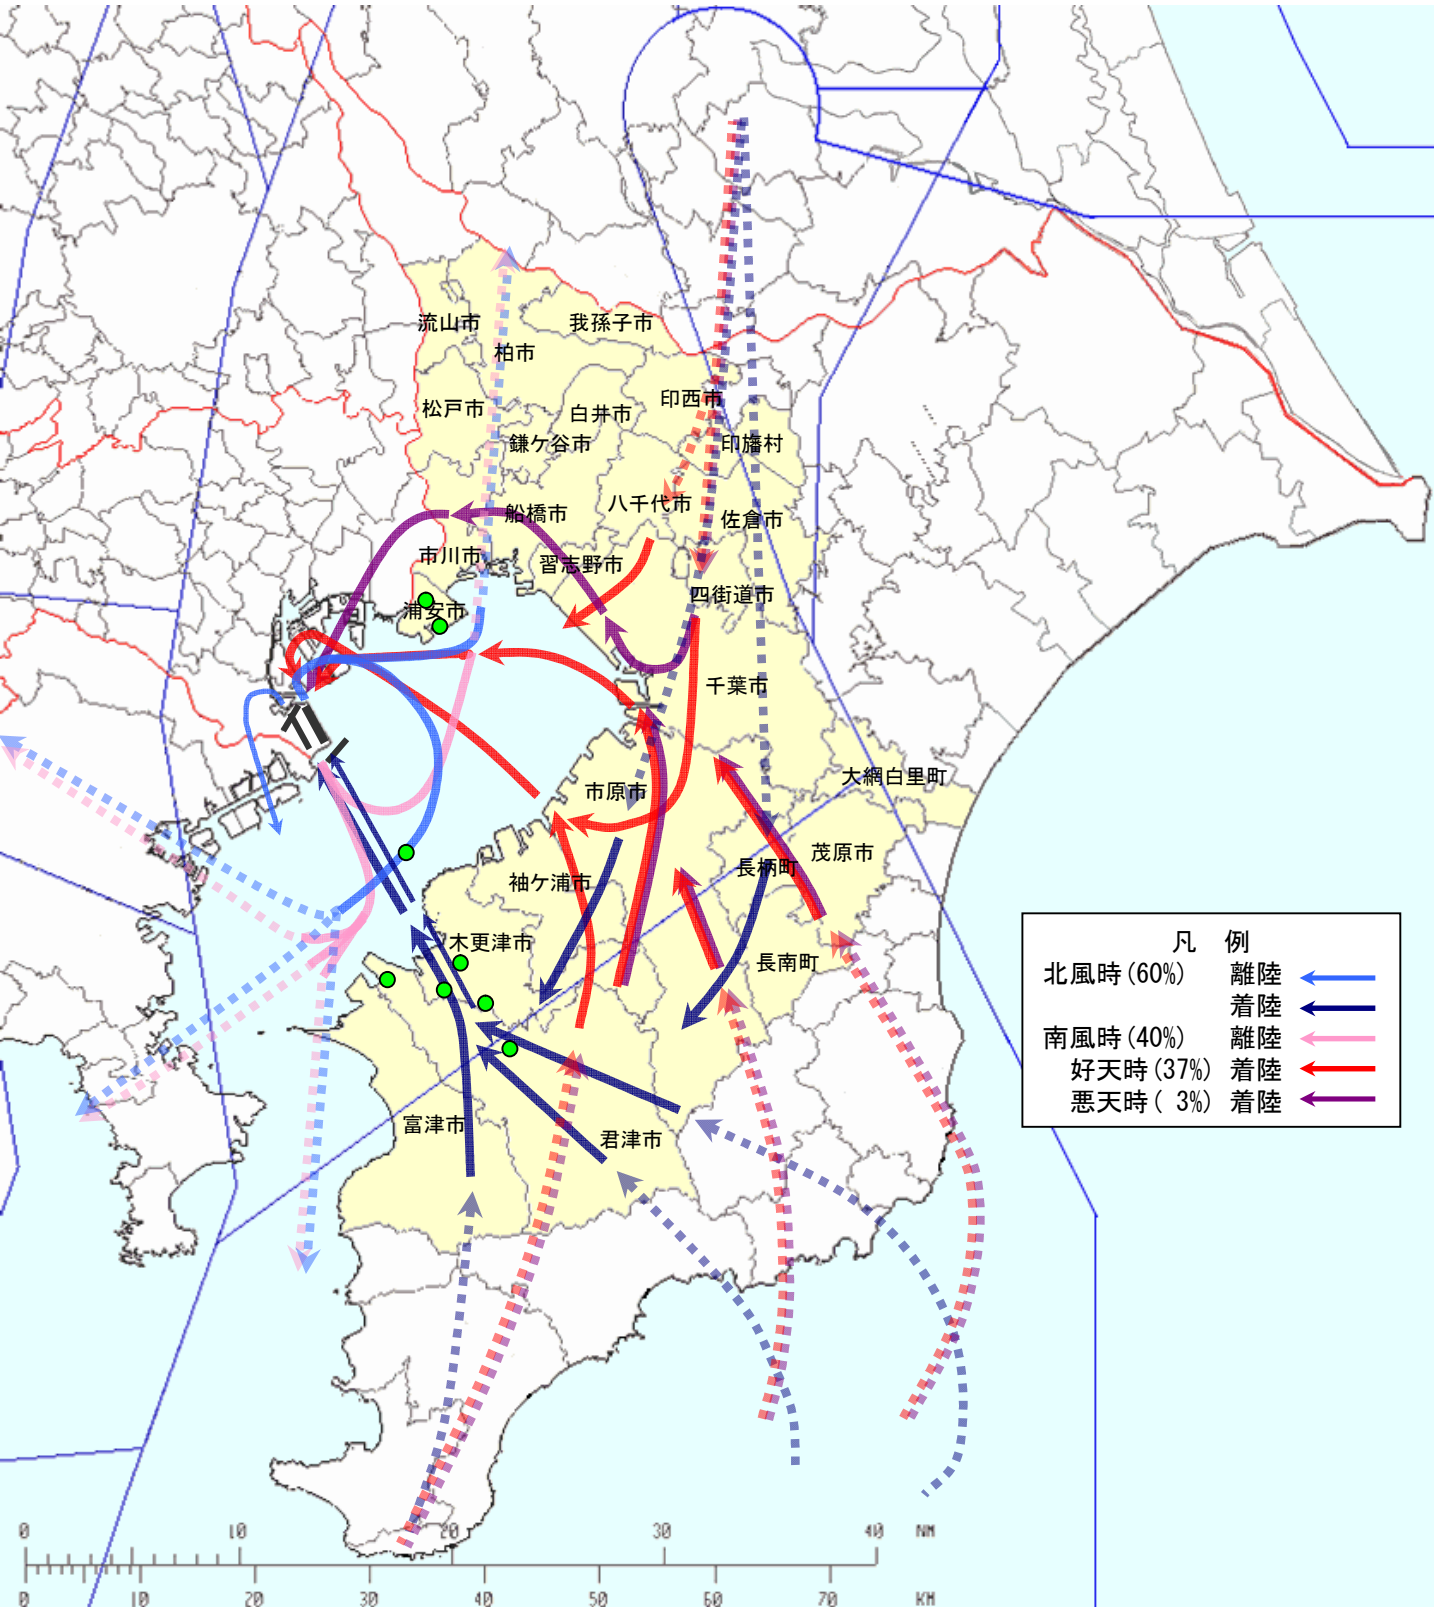 流山市
我孫子市
柏市
印西市
松戸市
白井市
鎌ケ谷市
印旛村
船橋市
八千代市
佐倉市
市川市
習志野市
四街道市
浦安市
千葉市
大網白里町
市原市
茂原市
長柄町
袖ケ浦市
木更津市
長南町
富津市
君津市
凡 例
北風時(60%) 離陸
着陸
南風時(40%) 離陸
好天時(37%) 着陸
悪天時( 3%) 着陸
0 10 20 30 40 NM
0 10 20 30 40 50 60 70 KM